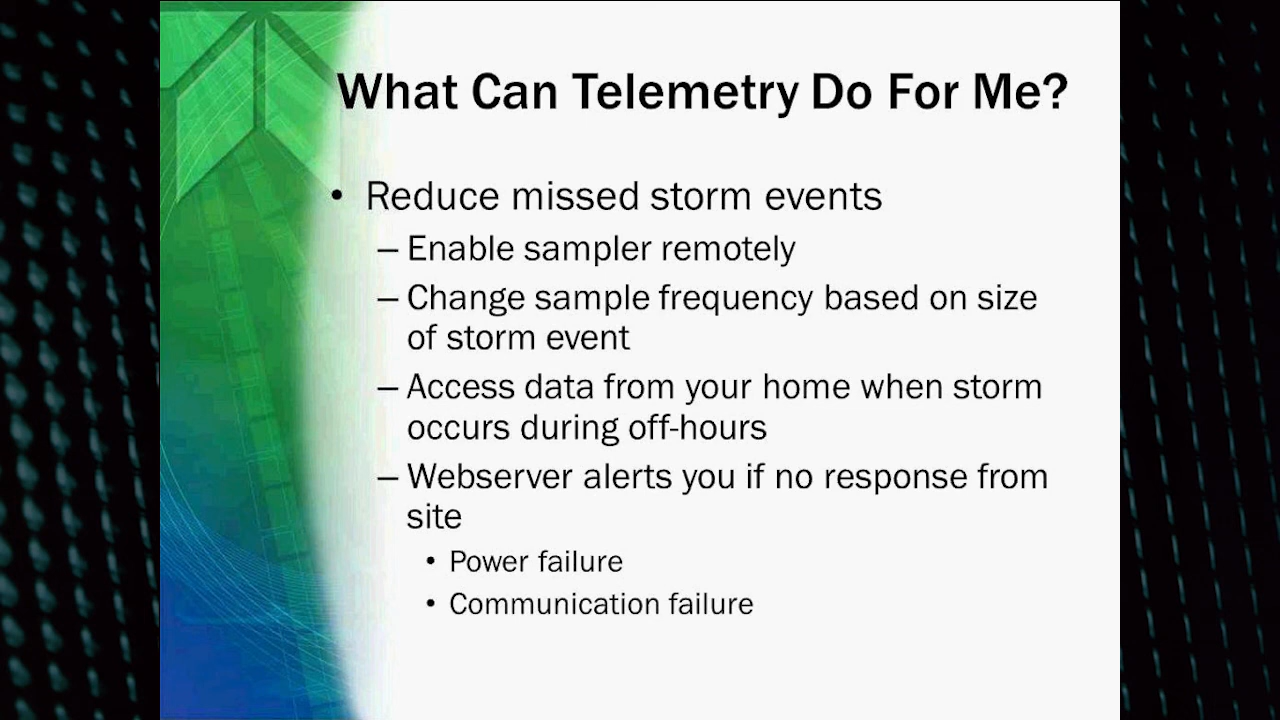 What Can Telemetry Do For Me?
• Reduce missed storm events
– Enable sampler remotely
– Change sample frequency based on size
of storm event
– Access data from your home when storm
occurs during off-hours
– Webserver alerts you if no response from
site
• Power failure
• Communication failure